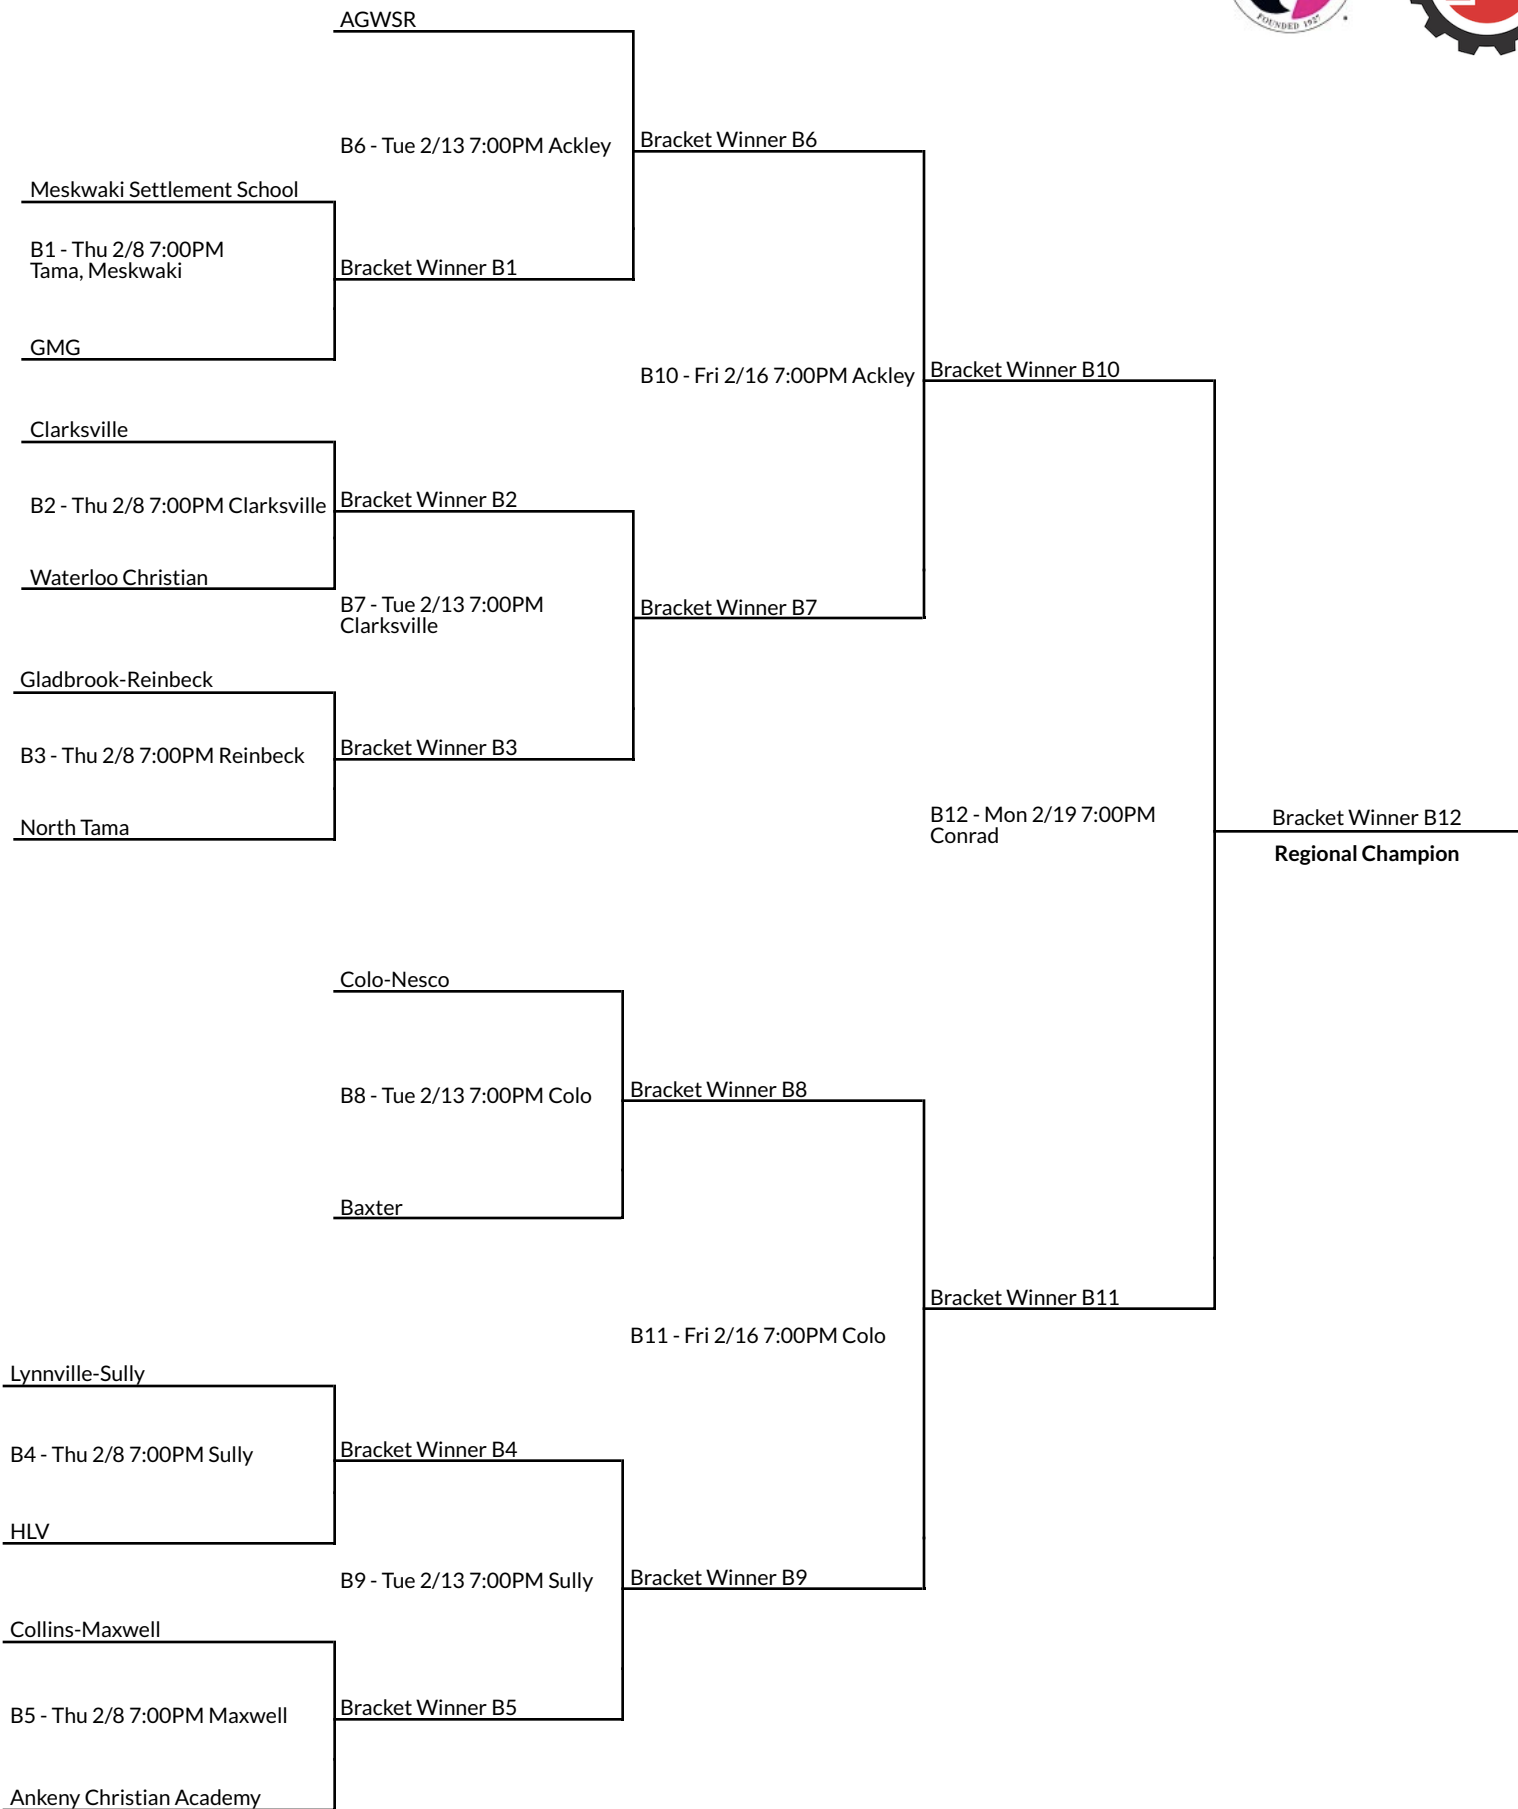 FOUNDED 1927
AGWSR
B6 - Tue 2/13 7:00PM Ackley
Bracket Winner B6
Meskwaki Settlement School
B1 - Thu 2/8 7:00PM
Tama, Meskwaki
Bracket Winner B1
GMG
B10 - Fri 2/16 7:00PM Ackley
Bracket Winner B10
Clarksville
B2 - Thu 2/8 7:00PM Clarksville
Bracket Winner B2
Waterloo Christian
B7 - Tue 2/13 7:00PM
Clarksville
Bracket Winner B7
Gladbrook-Reinbeck
B3 - Thu 2/8 7:00PM Reinbeck
Bracket Winner B3
North Tama
B12 - Mon 2/19 7:00PM
Conrad
Bracket Winner B12
Regional Champion
Colo-Nesco
B8 - Tue 2/13 7:00PM Colo
Bracket Winner B8
Baxter
Bracket Winner B11
B11 - Fri 2/16 7:00PM Colo
Lynnville-Sully
B4 - Thu 2/8 7:00PM Sully
Bracket Winner B4
HLV
B9 - Tue 2/13 7:00PM Sully
Bracket Winner B9
Collins-Maxwell
B5 - Thu 2/8 7:00PM Maxwell
Bracket Winner B5
Ankeny Christian Academy